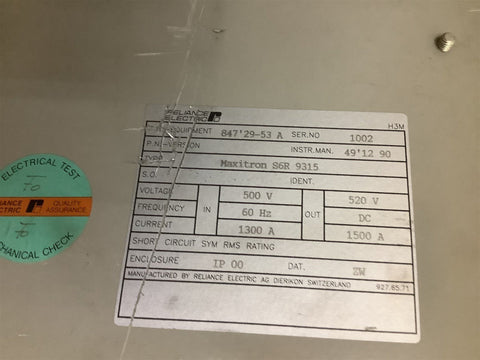 RELIANCE
ELECTRIC
H3M
EQUIPMENT 847'29-53 A SER.NO 1002
P.N.-VERSION INSTR.MAN. 49'12 90
TYPE Maxitron S6R 9315
S.O. IDENT.
VOLTAGE 500 V 520 V
FREQUENCY IN 60 Hz OUT DC
CURRENT 1300 A 1500 A
SHORT CIRCUIT SYM RMS RATING
ENCLOSURE IP 00 DAT. ZW
MANUFACTURED BY RELIANCE ELECTRIC AG DIERIKON SWITZERLAND 927.65.71
ELECTRICAL TEST
QUALITY
ASSURANCE
CHANICAL CHECK